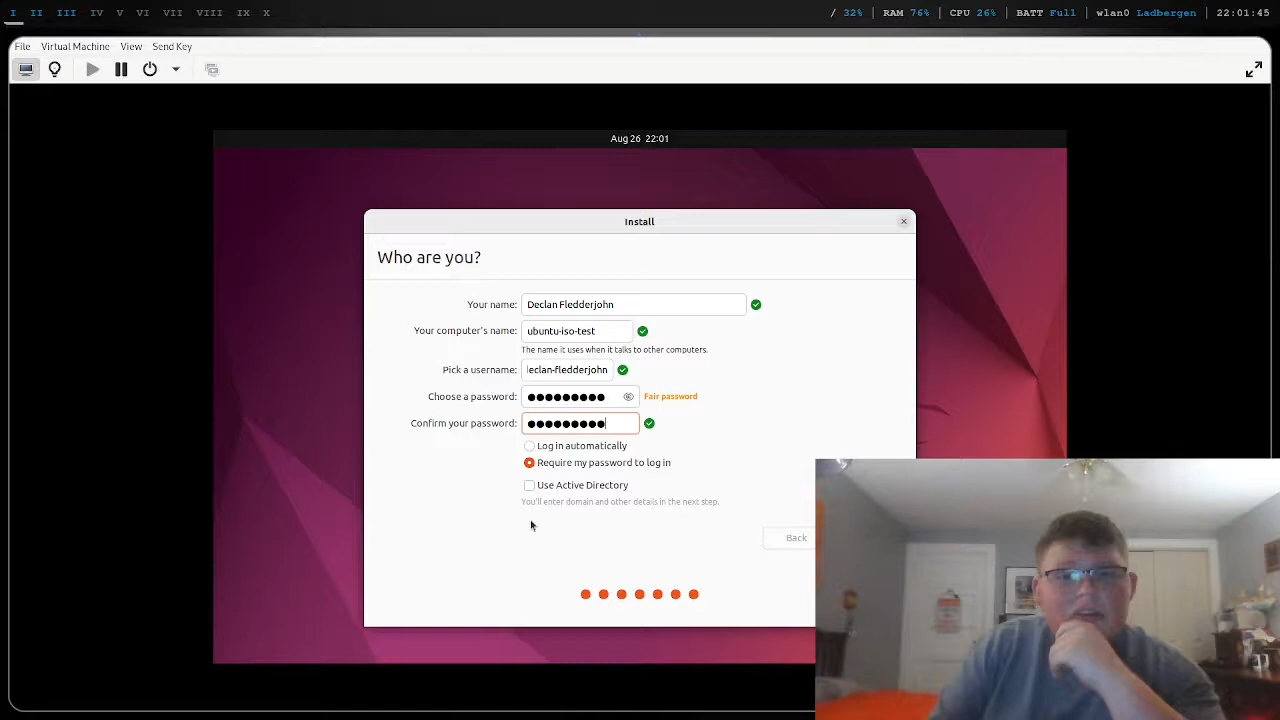 I II III IV V VI VII VIII IX X / 32% | RAM 76% | CPU 26% | BATT Full | wlan0 Ladbergen | 22:01:45
File Virtual Machine View Send Key
Aug 26 22:01
Install
Who are you?
Your name: Declan Fledderjohn
Your computer's name: ubuntu-iso-test
The name it uses when it talks to other computers.
Pick a username: eclan-fledderjohn
Choose a password: ●●●●●●●●● Fair password
Confirm your password: ●●●●●●●●●
Log in automatically
Require my password to log in
Use Active Directory
You'll enter domain and other details in the next step.
Back